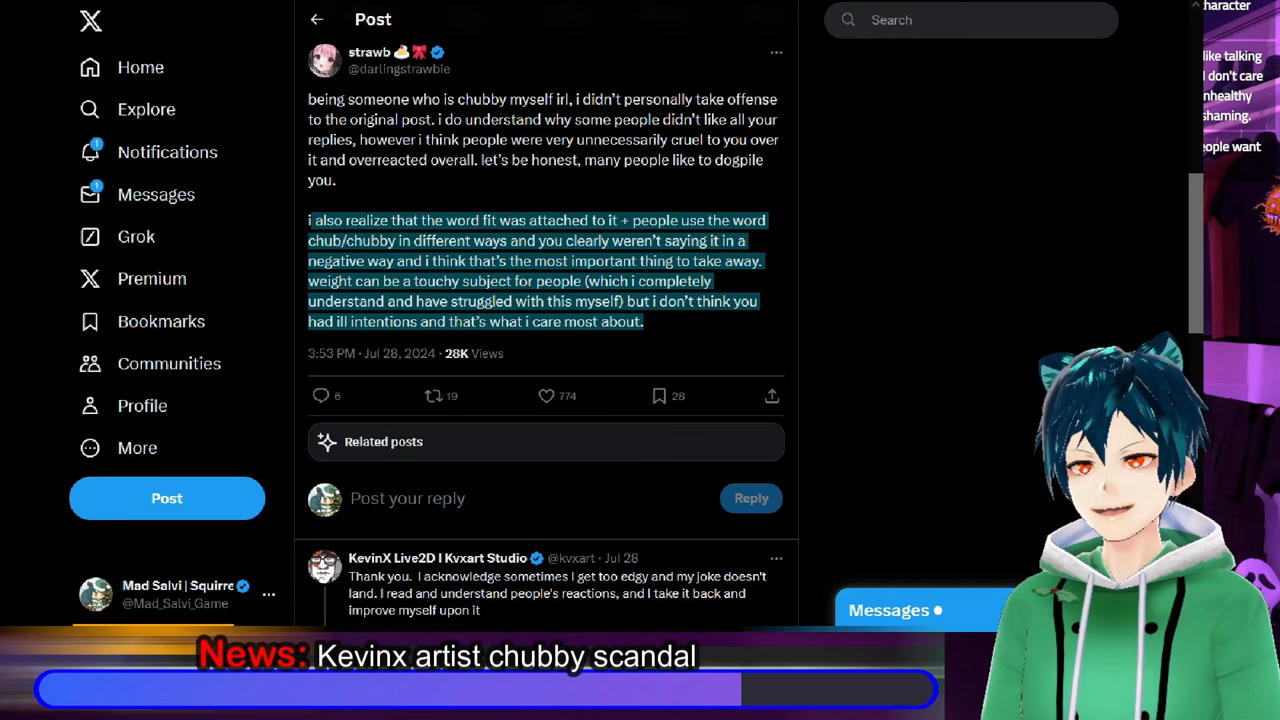 Post
Search
Home
Explore
1
Notifications
1
Messages
Grok
Premium
Bookmarks
Communities
Profile
More
Post
Mad Salvi | Squirre
@Mad_Salvi_Game
strawb
@darlingstrawbie
being someone who is chubby myself irl, i didn't personally take offense
to the original post. i do understand why some people didn't like all your
replies, however i think people were very unnecessarily cruel to you over
it and overreacted overall. let's be honest, many people like to dogpile
you.
i also realize that the word fit was attached to it + people use the word
chub/chubby in different ways and you clearly weren't saying it in a
negative way and i think that's the most important thing to take away.
weight can be a touchy subject for people (which i completely
understand and have struggled with this myself) but i don't think you
had ill intentions and that's what i care most about.
3:53 PM · Jul 28, 2024 · 28K Views
6 19 774 28
Related posts
Post your reply
Reply
KevinX Live2D I Kvxart Studio @kvxart · Jul 28
Thank you. I acknowledge sometimes I get too edgy and my joke doesn't
land. I read and understand people's reactions, and I take it back and
improve myself upon it
Messages
haracter
like talking
I don't care
nhealthy
shaming.
eople want
News: Kevinx artist chubby scandal